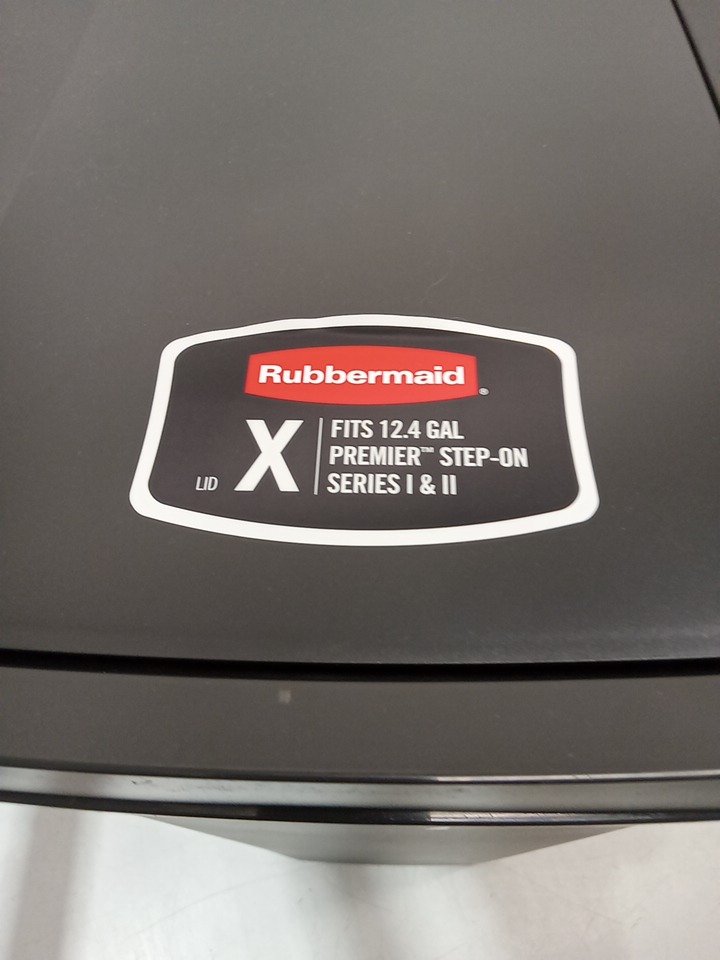 Rubbermaid®
LID X
FITS 12.4 GAL
PREMIER™ STEP-ON
SERIES I & II